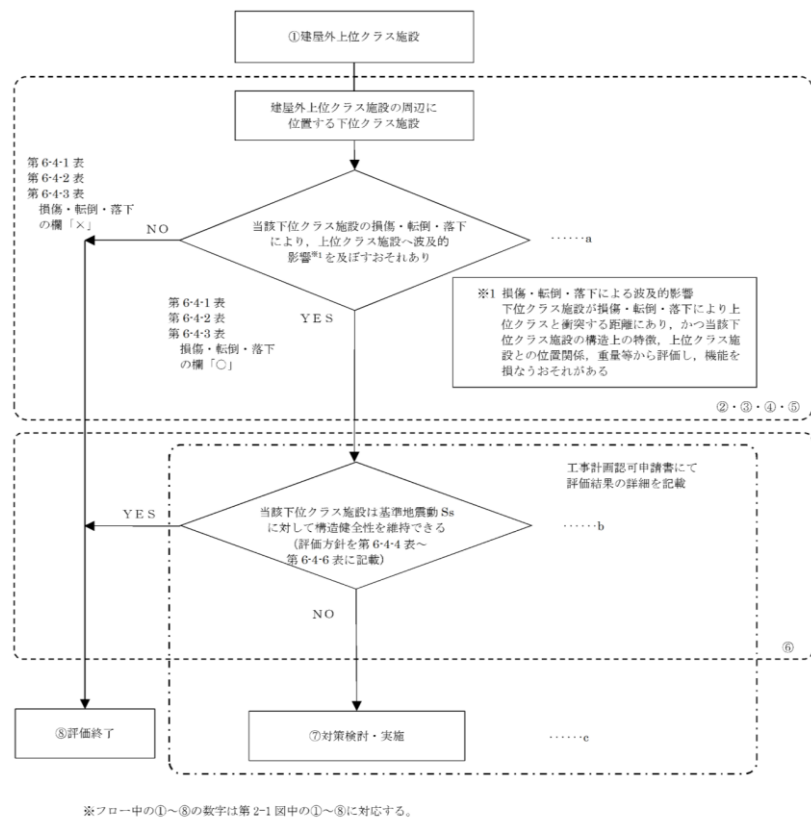 ①建屋外上位クラス施設
建屋外上位クラス施設の周辺に
位置する下位クラス施設
第 6-4-1 表
第 6-4-2 表
第 6-4-3 表
損傷・転倒・落下
の欄「×」
NO
当該下位クラス施設の損傷・転倒・落下
により，上位クラス施設へ波及的
影響※1を及ぼすおそれあり
……a
第 6-4-1 表
第 6-4-2 表
第 6-4-3 表
損傷・転倒・落下
の欄「○」
YES
※1 損傷・転倒・落下による波及的影響
下位クラス施設が損傷・転倒・落下により上
位クラスと衝突する距離にあり，かつ当該下
位クラス施設の構造上の特徴，上位クラス施
設との位置関係，重量等から評価し，機能を
損なうおそれがある
②・③・④・⑤
工事計画認可申請書にて
評価結果の詳細を記載
YES
当該下位クラス施設は基準地震動 Ss
に対して構造健全性を維持できる
（評価方針を第 6-4-4 表～
第 6-4-6 表に記載）
……b
NO
⑥
⑧評価終了
⑦対策検討・実施
……c
※フロー中の①～⑧の数字は第 2-1 図中の①～⑧に対応する。